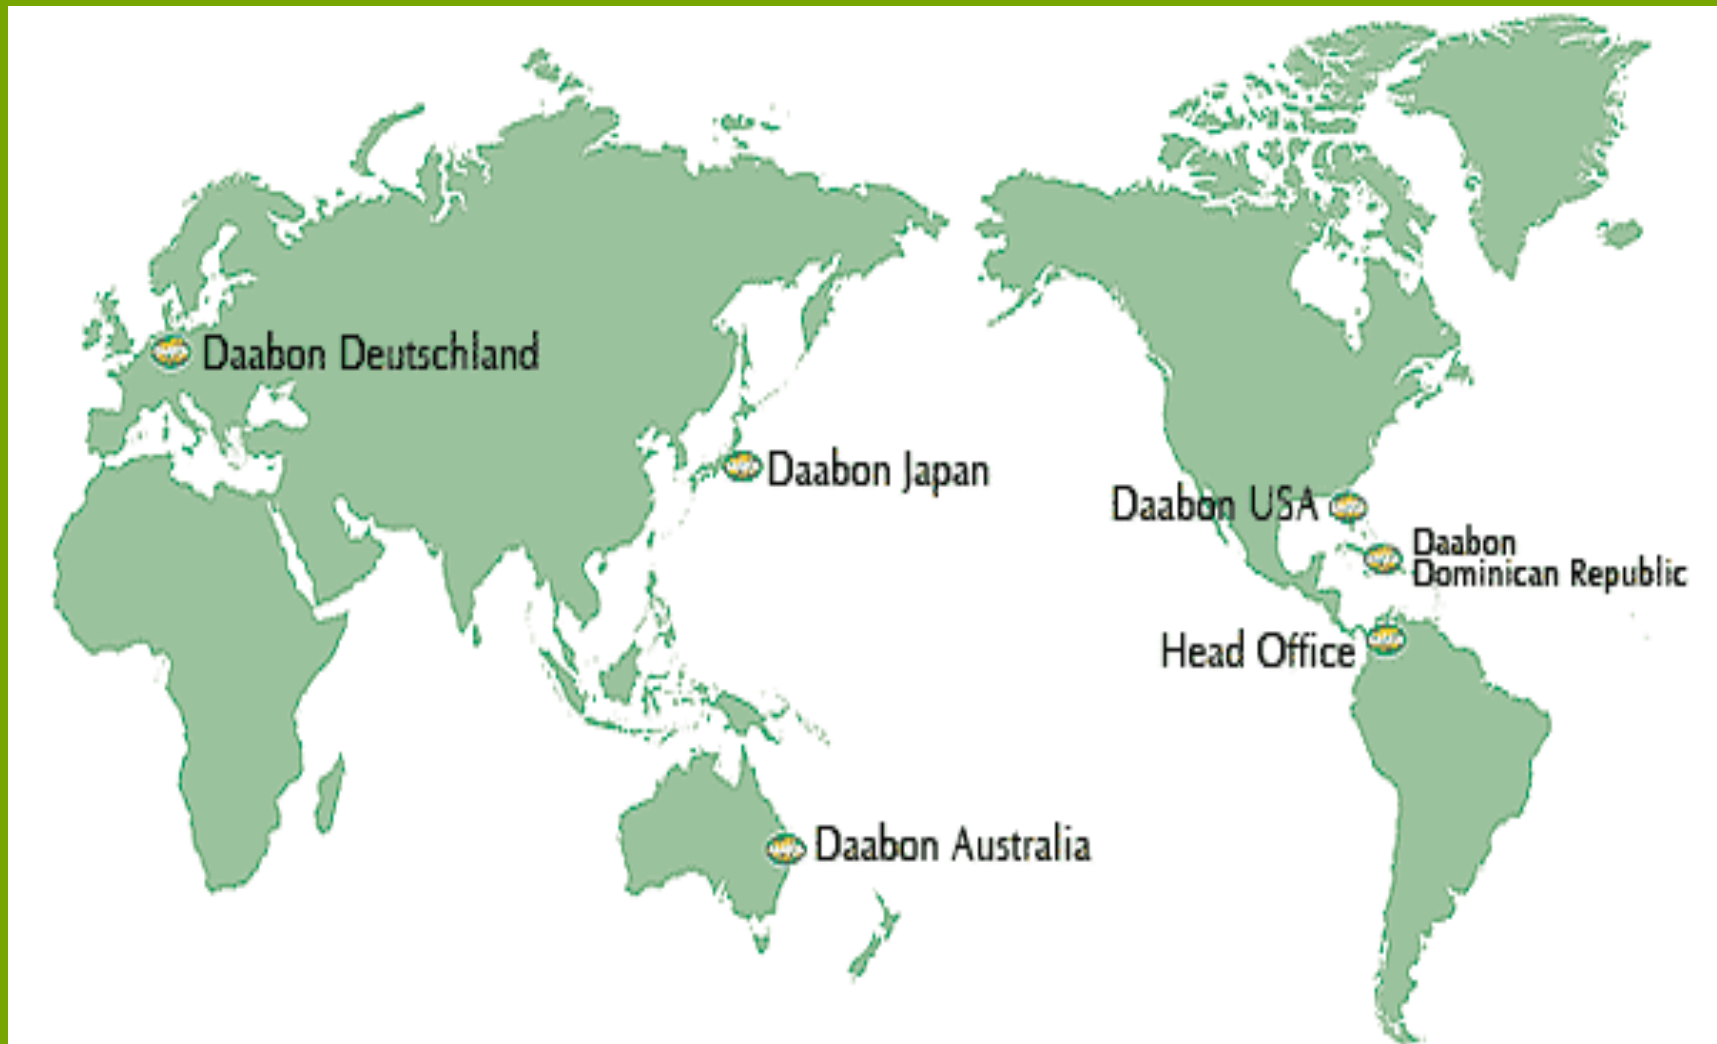 Daabon Deutschland
Daabon Japan
Daabon USA
Daabon
Dominican Republic
Head Office
Daabon Australia